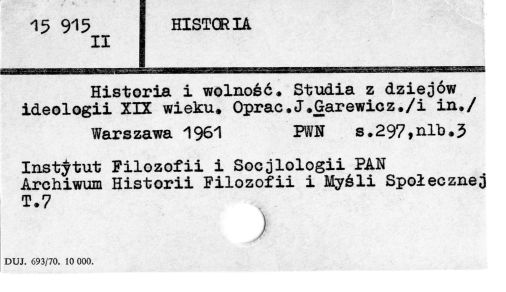 15 915
II
HISTORIA
Historia i wolność. Studia z dziejów
ideologii XIX wieku. Oprac.J.Garewicz./i in./
Warszawa 1961 PWN s.297,nlb.3
Instytut Filozofii i Socjlologii PAN
Archiwum Historii Filozofii i Myśli Społecznej
T.7
DUJ. 693/70. 10 000.